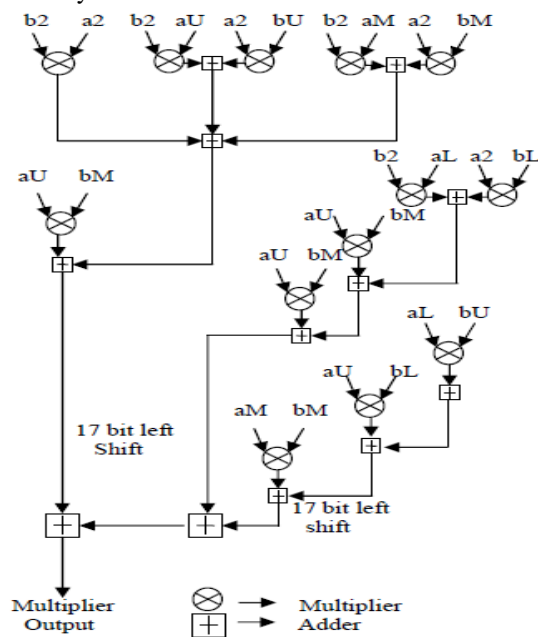 b2 a2 b2 aU a2 bU b2 aM a2 bM
b2 aL a2 bL
aU bM
aU bM
aU bM
aL bU
aU bL
aM bM
17 bit left
Shift
17 bit left
shift
Multiplier
Output
Multiplier
Adder